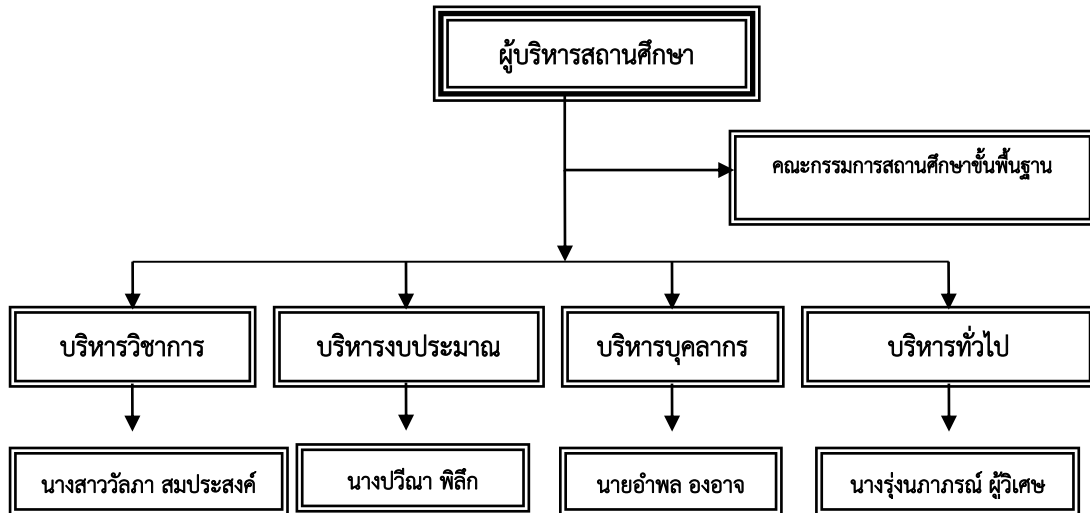 ผู้บริหารสถานศึกษา
คณะกรรมการสถานศึกษาขั้นพื้นฐาน
บริหารวิชาการ
บริหารงบประมาณ
บริหารบุคลากร
บริหารทั่วไป
นางสาววัลภา สมประสงค์
นางปวีณา พิลึก
นายอำพล องอาจ
นางรุ่งนภาภรณ์ ผู้วิเศษ